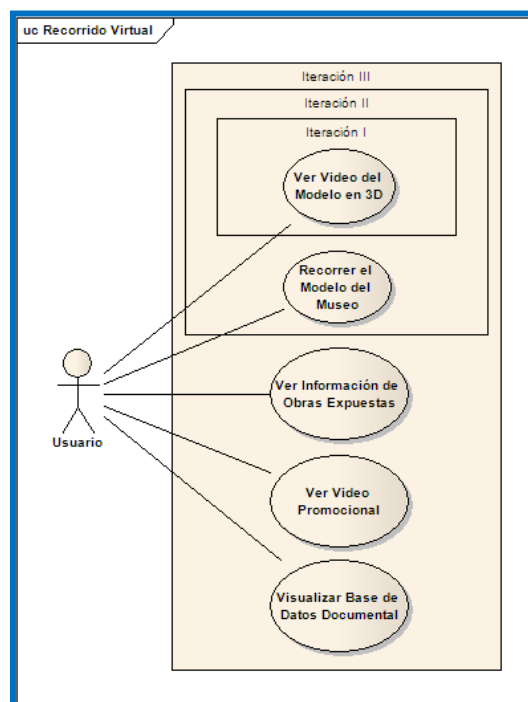 uc Recorrido Virtual
Iteración III
Iteración II
Iteración I
Ver Video del
Modelo en 3D
Recorrer el
Modelo del
Museo
Ver Información de
Obras Expuestas
Usuario
Ver Video
Promocional
Visualizar Base de
Datos Documental